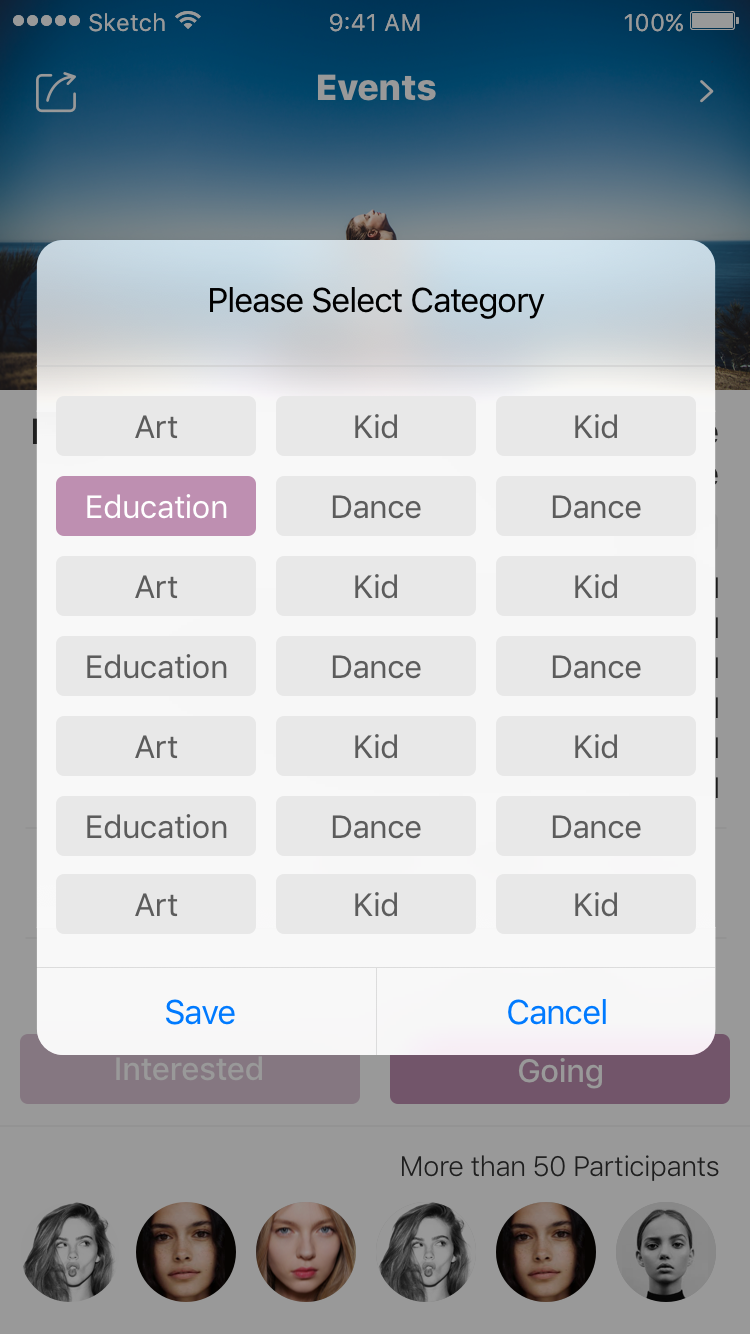 Sketch 9:41 AM 100%
Events
Please Select Category
Art Kid Kid
Education Dance Dance
Art Kid Kid
Education Dance Dance
Art Kid Kid
Education Dance Dance
Art Kid Kid
Save Cancel
Interested Going
More than 50 Participants